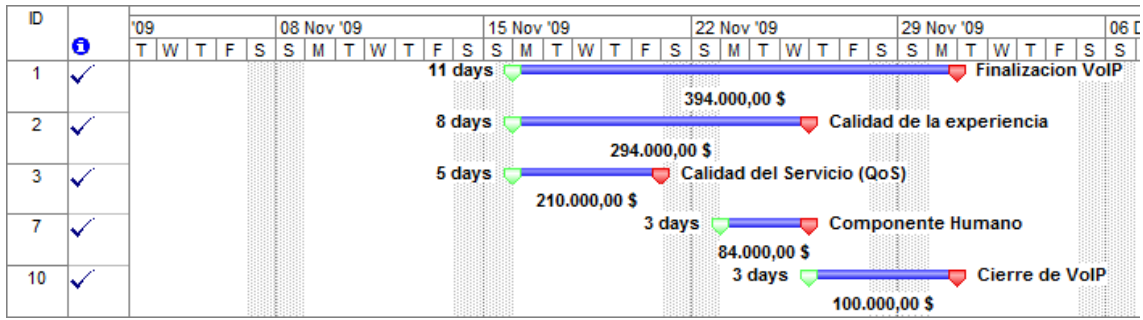 ID
'09 08 Nov '09 15 Nov '09 22 Nov '09 29 Nov '09 06 D
T W T F S S M T W T F S S M T W T F S S M T W T F S S M T W T F S S
1 11 days Finalizacion VoIP
394.000,00 $
2 8 days Calidad de la experiencia
294.000,00 $
3 5 days Calidad del Servicio (QoS)
210.000,00 $
7 3 days Componente Humano
84.000,00 $
10 3 days Cierre de VoIP
100.000,00 $